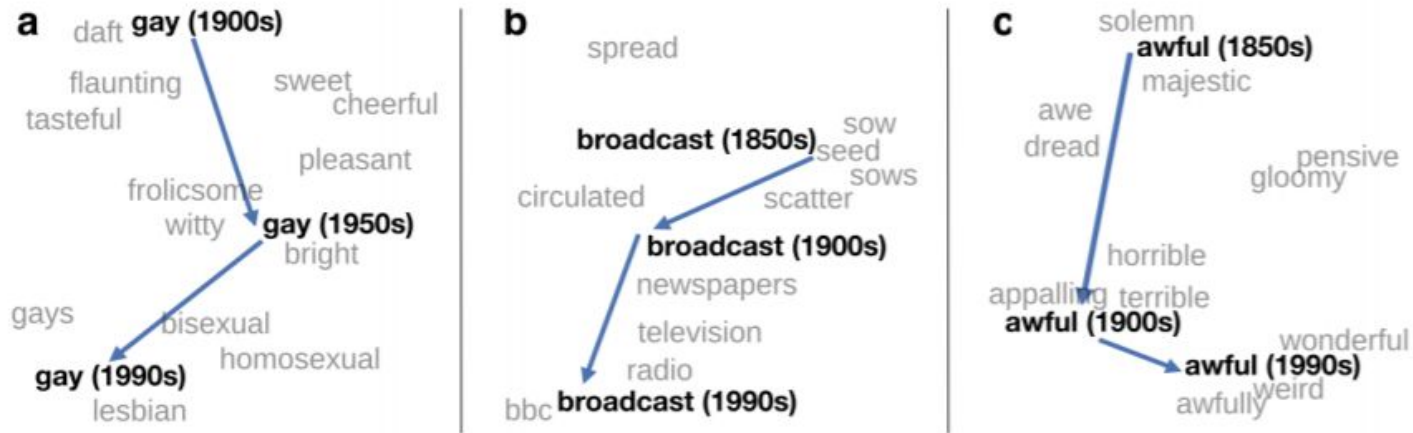 a
daft gay (1900s)
flaunting
sweet
cheerful
tasteful
pleasant
frolicsome
witty
gay (1950s)
bright
gays
bisexual
homosexual
gay (1990s)
lesbian
b
spread
broadcast (1850s)
sow
seed
sows
circulated
scatter
broadcast (1900s)
newspapers
television
radio
bbc broadcast (1990s)
c
solemn
awful (1850s)
majestic
awe
dread
pensive
gloomy
horrible
appalling terrible
awful (1900s)
wonderful
awful (1990s)
weird
awfully